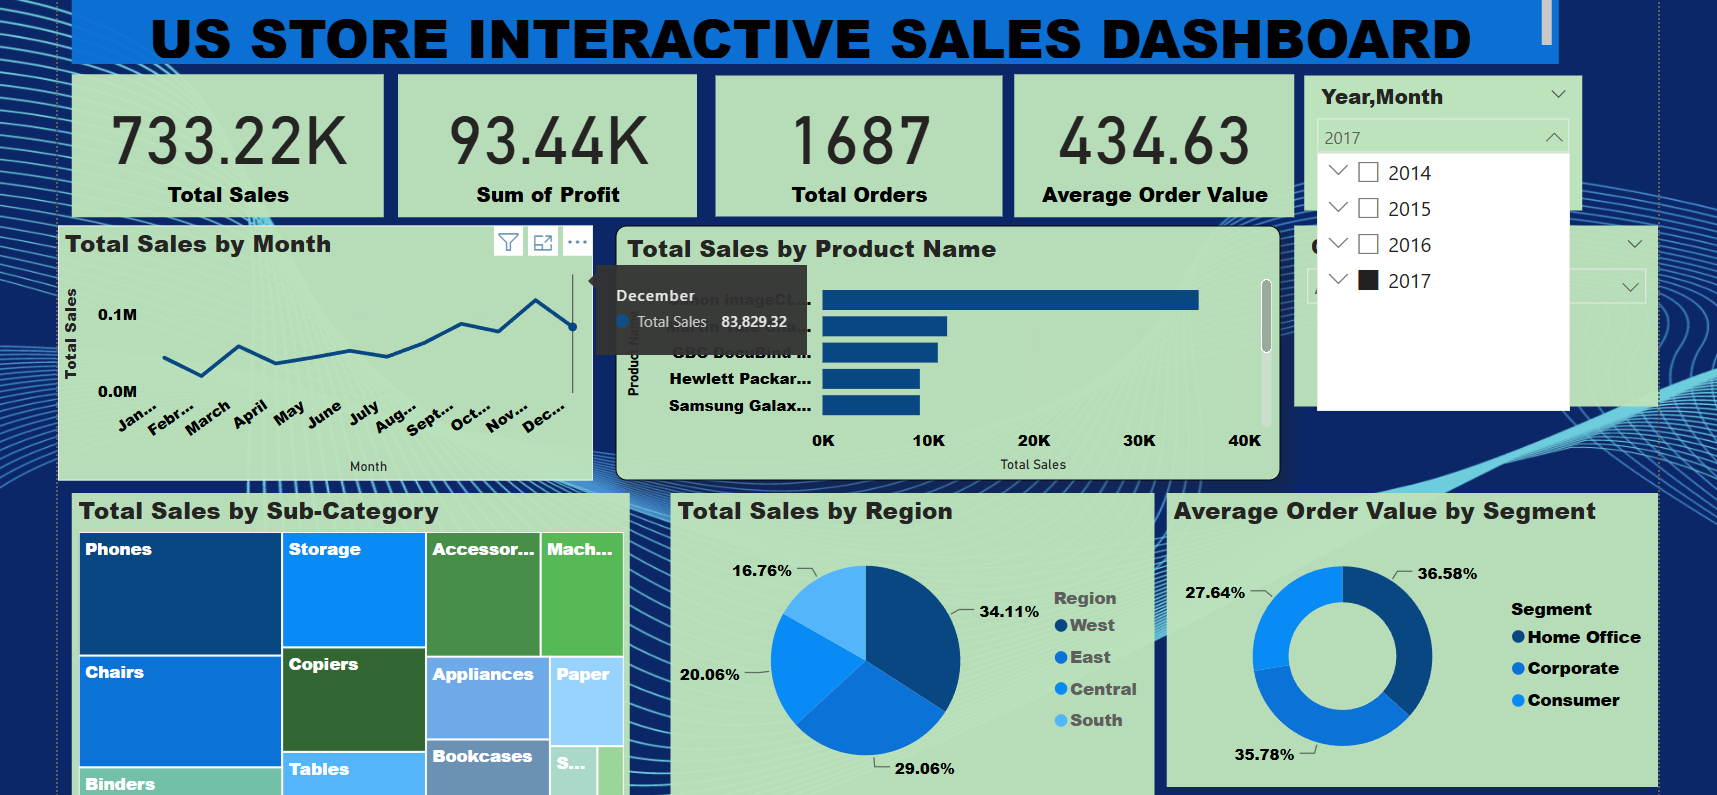 US STORE INTERACTIVE SALES DASHBOARD
733.22K
Total Sales
93.44K
Sum of Profit
1687
Total Orders
434.63
Average Order Value
Year,Month
2017
2014
2015
2016
2017
Total Sales by Month
Total Sales
0.1M
0.0M
Jan...
Febr...
March
April
May
June
July
Aug...
Sept...
Oct...
Nov...
Dec...
Month
December
Total Sales 83,829.32
Total Sales by Product Name
GBC DocuBind ...
Hewlett Packar...
Samsung Galax...
0K
10K
20K
30K
40K
Total Sales
Total Sales by Sub-Category
Phones
Chairs
Binders
Storage
Copiers
Tables
Accessor...
Mach...
Appliances
Paper
Bookcases
S...
Total Sales by Region
16.76%
34.11%
20.06%
29.06%
Region
West
East
Central
South
Average Order Value by Segment
36.58%
27.64%
35.78%
Segment
Home Office
Corporate
Consumer